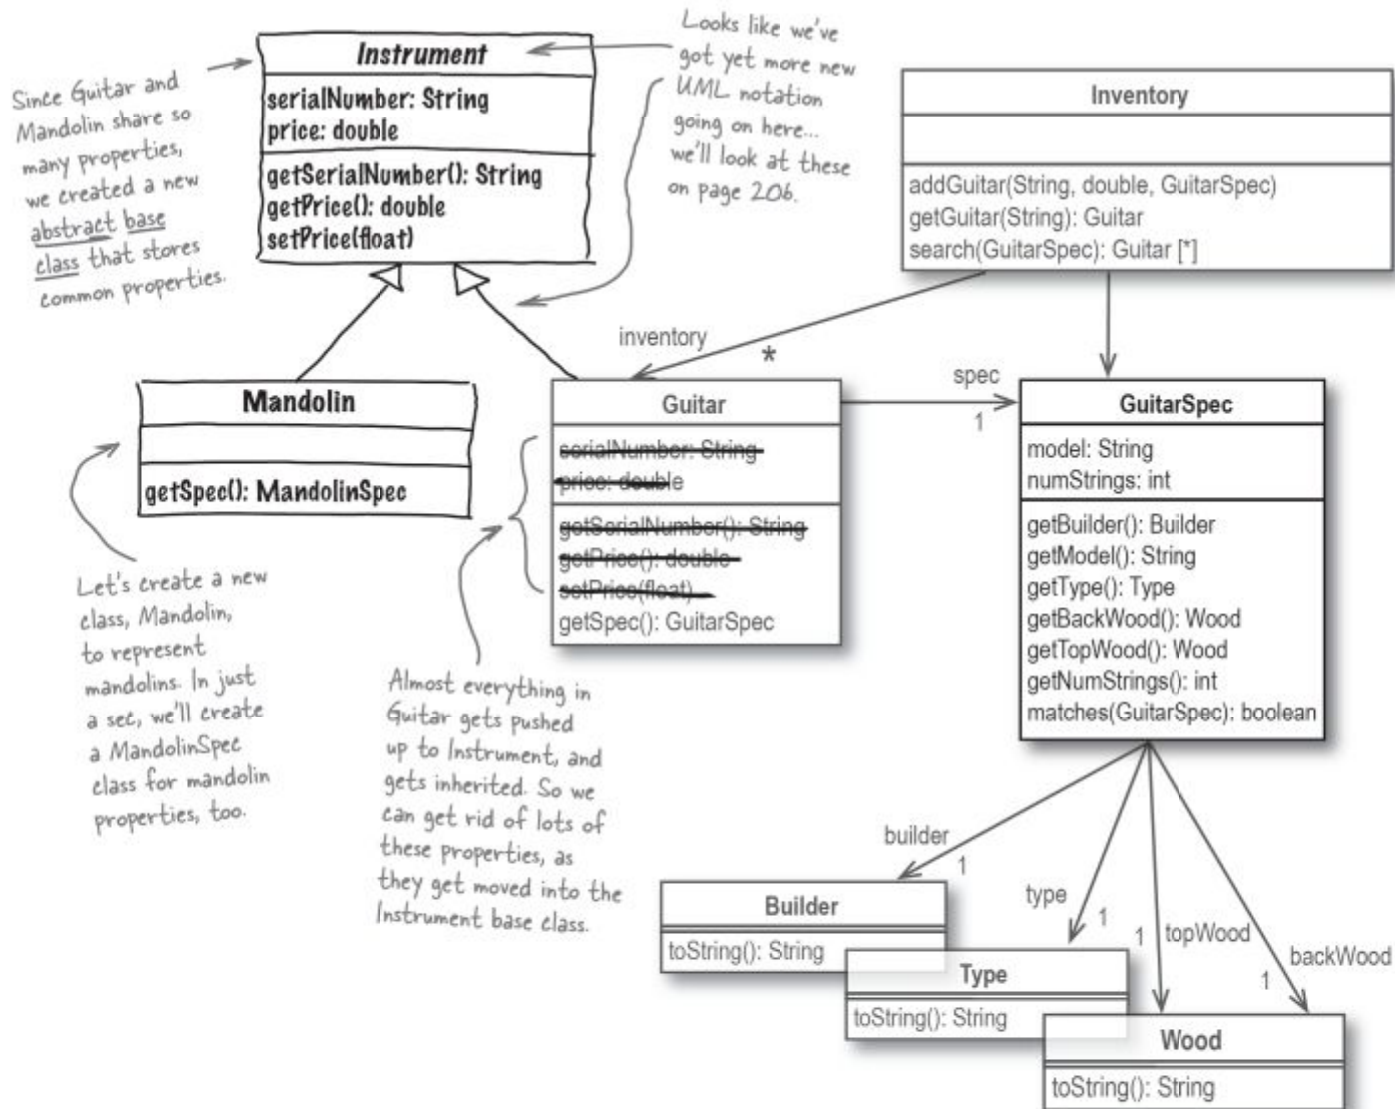 Instrument
serialNumber: String
price: double
getSerialNumber(): String
getPrice(): double
setPrice(float)
Since Guitar and
Mandolin share so
many properties,
we created a new
abstract base
class that stores
common properties.
Looks like we've
got yet more new
UML notation
going on here...
we'll look at these
on page 206.
Inventory
addGuitar(String, double, GuitarSpec)
getGuitar(String): Guitar
search(GuitarSpec): Guitar [*]
inventory
*
spec
1
Mandolin
getSpec(): MandolinSpec
Guitar
serialNumber: String
price: double
getSerialNumber(): String
getPrice(): double
setPrice(float)
getSpec(): GuitarSpec
GuitarSpec
model: String
numStrings: int
getBuilder(): Builder
getModel(): String
getType(): Type
getBackWood(): Wood
getTopWood(): Wood
getNumStrings(): int
matches(GuitarSpec): boolean
Let's create a new
class, Mandolin,
to represent
mandolins. In just
a sec, we'll create
a MandolinSpec
class for mandolin
properties, too.
Almost everything in
Guitar gets pushed
up to Instrument, and
gets inherited. So we
can get rid of lots of
these properties, as
they get moved into the
Instrument base class.
builder
1
type
1
1
topWood
1
backWood
Builder
toString(): String
Type
toString(): String
Wood
toString(): String